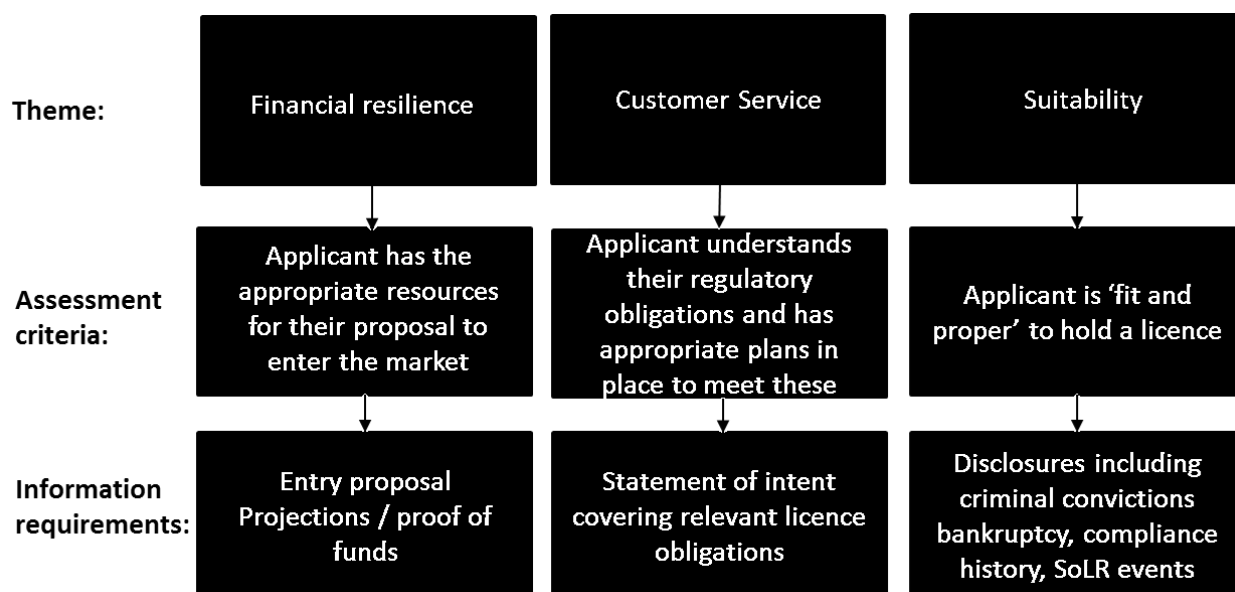 Theme:
Financial resilience
Customer Service
Suitability
Assessment
criteria:
Applicant has the
appropriate resources
for their proposal to
enter the market
Applicant understands
their regulatory
obligations and has
appropriate plans in
place to meet these
Applicant is ‘fit and
proper’ to hold a licence
Information
requirements:
Entry proposal
Projections / proof of
funds
Statement of intent
covering relevant licence
obligations
Disclosures including
criminal convictions
bankruptcy, compliance
history, SoLR events